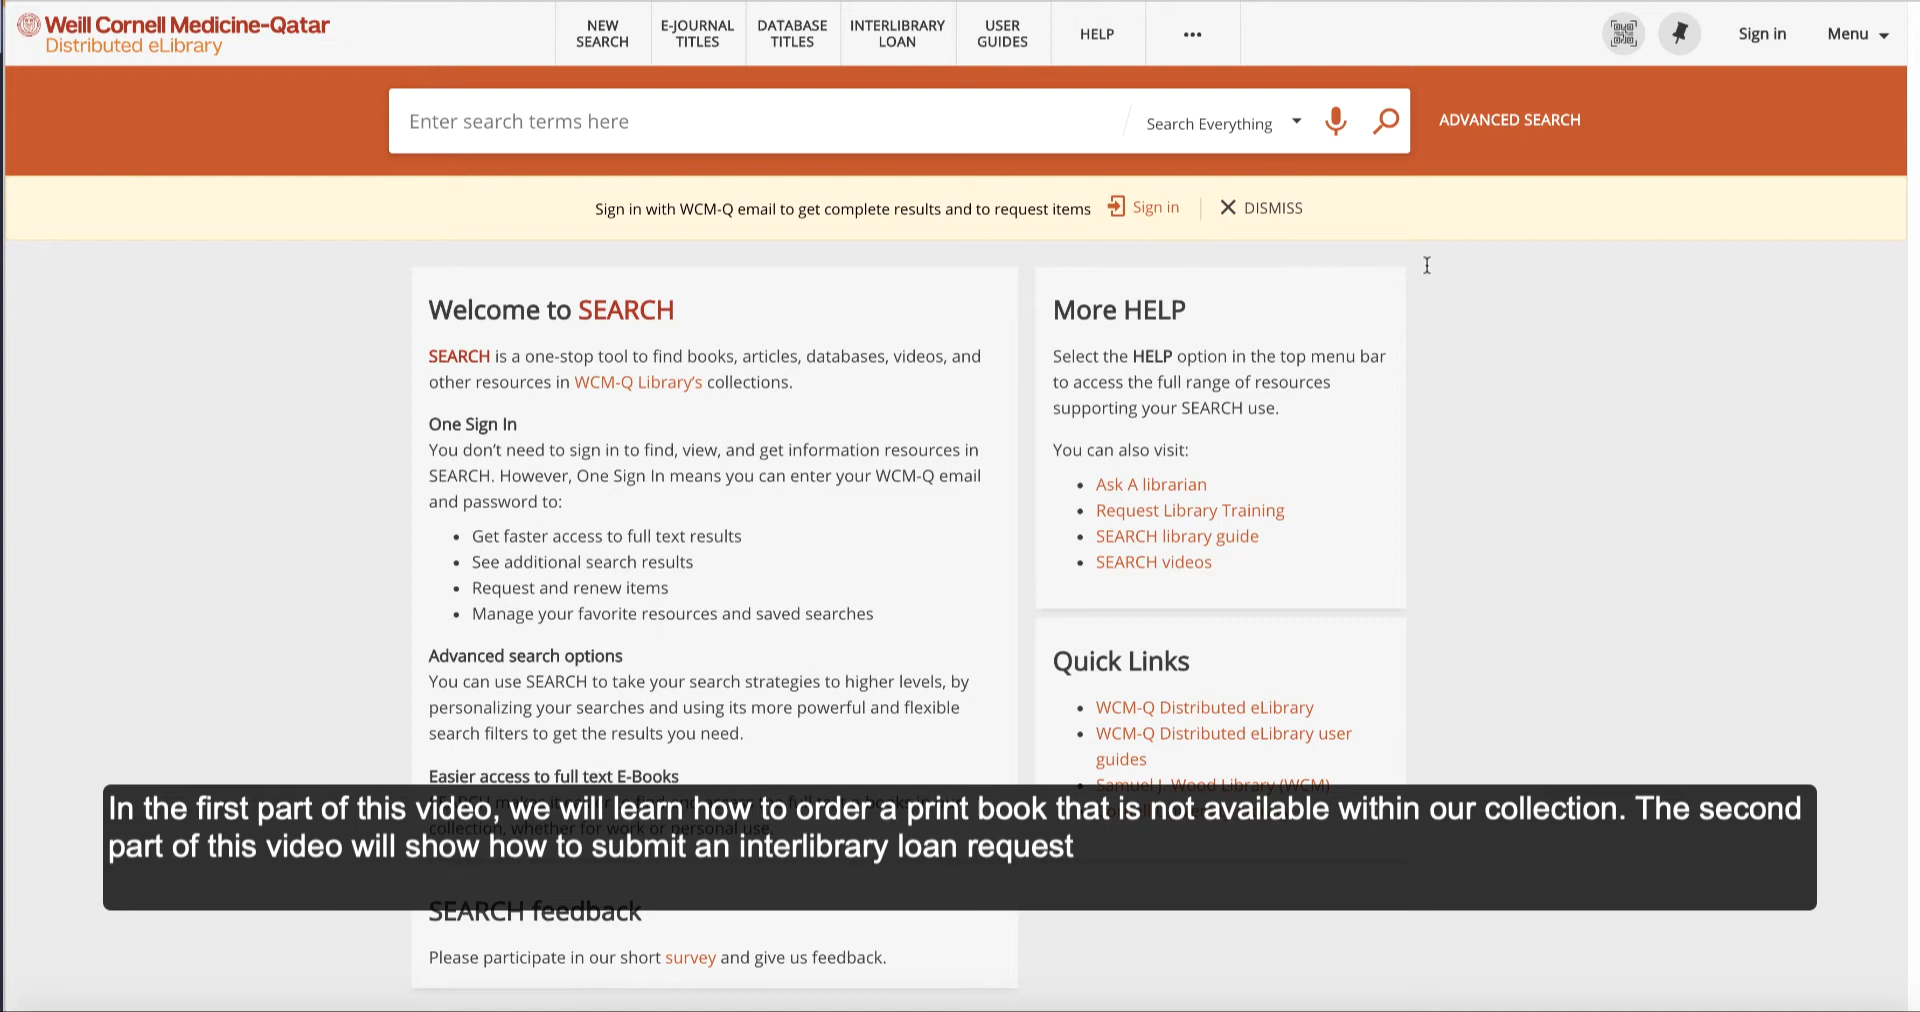 Weill Cornell Medicine-Qatar
Distributed eLibrary
NEW
SEARCH
E-JOURNAL
TITLES
DATABASE
TITLES
INTERLIBRARY
LOAN
USER
GUIDES
HELP
•••
Sign in
Menu
Enter search terms here
Search Everything
ADVANCED SEARCH
Sign in with WCM-Q email to get complete results and to request items
Sign in
DISMISS
Welcome to SEARCH
SEARCH is a one-stop tool to find books, articles, databases, videos, and
other resources in WCM-Q Library's collections.
One Sign In
You don't need to sign in to find, view, and get information resources in
SEARCH. However, One Sign In means you can enter your WCM-Q email
and password to:
• Get faster access to full text results
• See additional search results
• Request and renew items
• Manage your favorite resources and saved searches
Advanced search options
You can use SEARCH to take your search strategies to higher levels, by
personalizing your searches and using its more powerful and flexible
search filters to get the results you need.
Easier access to full text E-Books
collection, whether for work or personal use.
SEARCH feedback
Please participate in our short survey and give us feedback.
More HELP
Select the HELP option in the top menu bar
to access the full range of resources
supporting your SEARCH use.
You can also visit:
• Ask A librarian
• Request Library Training
• SEARCH library guide
• SEARCH videos
Quick Links
• WCM-Q Distributed eLibrary
• WCM-Q Distributed eLibrary user
guides
• Samuel J. Wood Library (WCM)
In the first part of this video, we will learn how to order a print book that is not available within our collection. The second
part of this video will show how to submit an interlibrary loan request